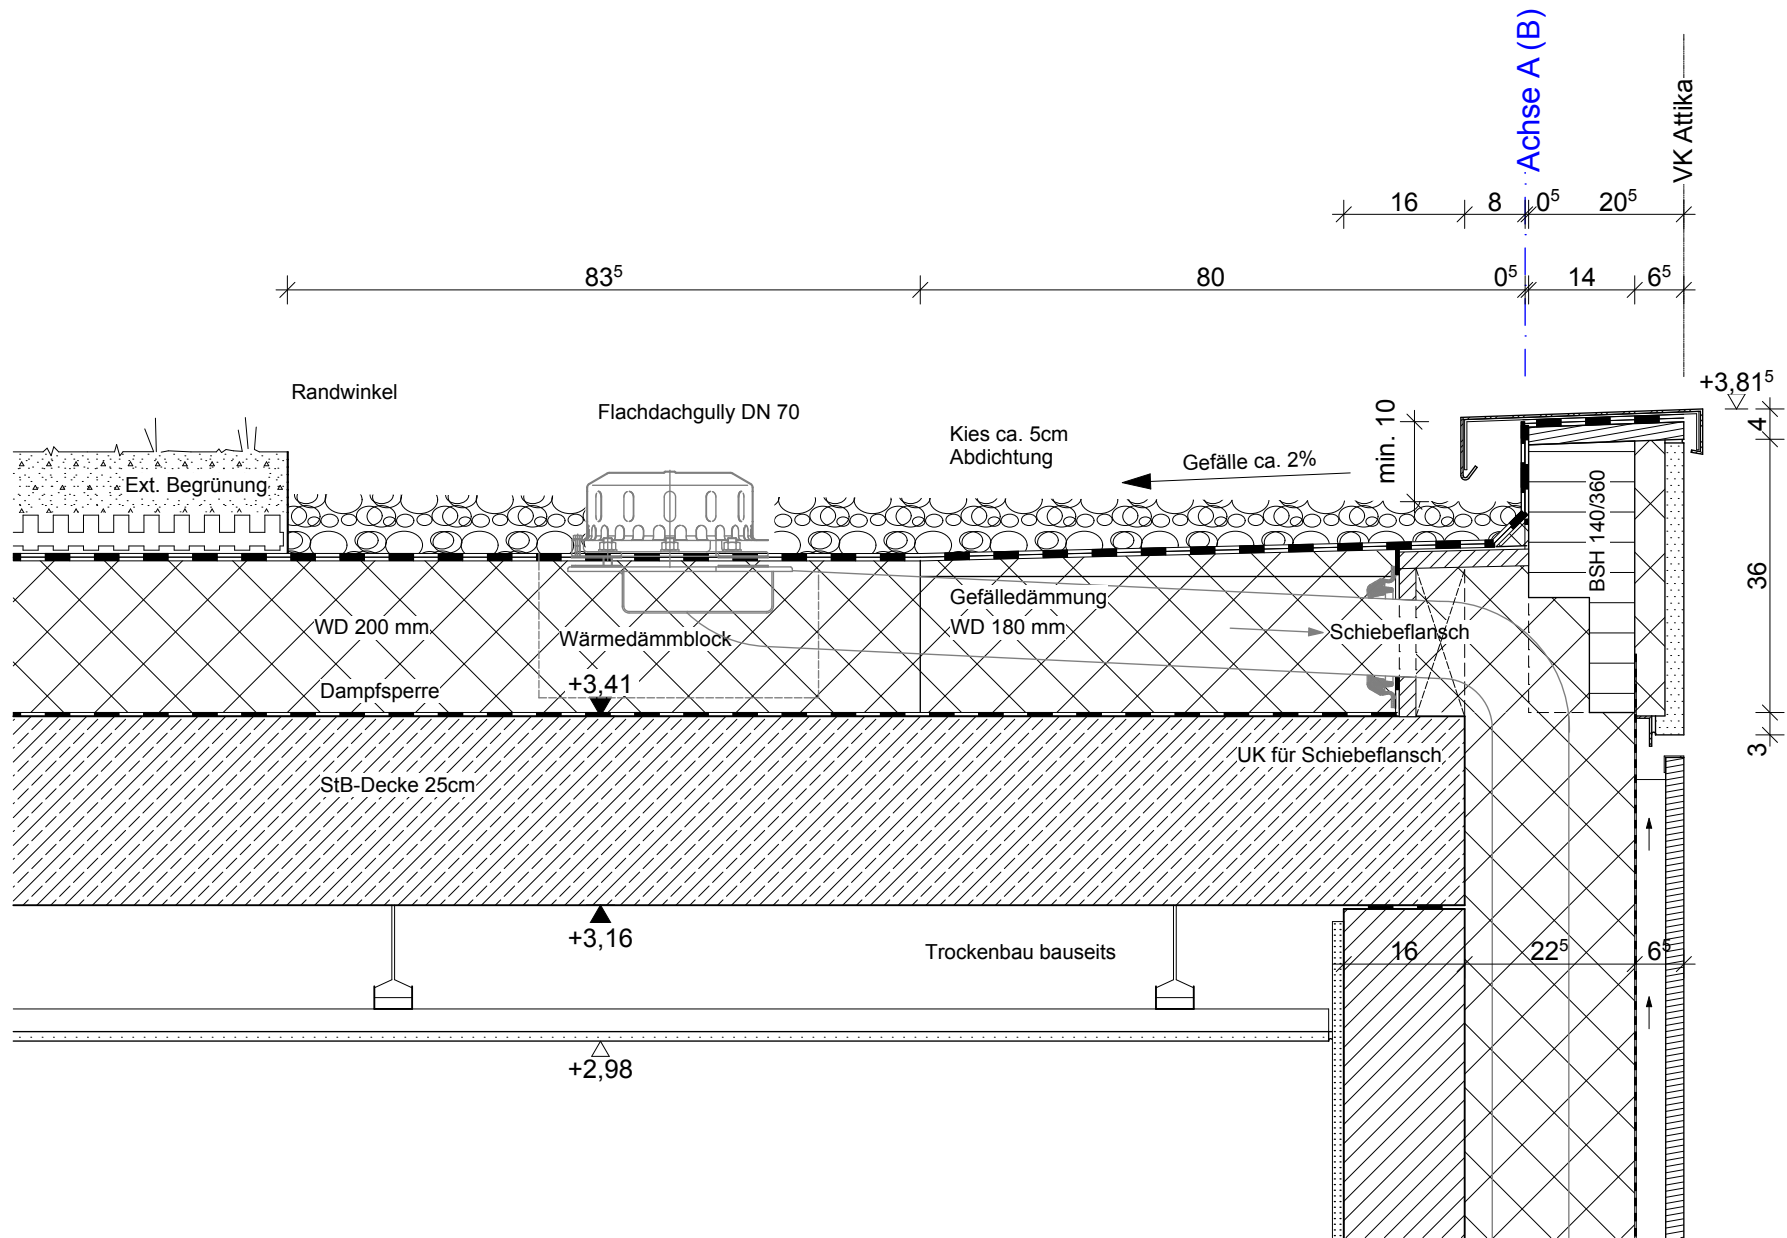 Achse A (B)
VK Attika
16
8
0⁵
20⁵
83⁵
80
0⁵
14
6⁵
+3,81⁵
Randwinkel
Flachdachgully DN 70
Kies ca. 5cm
Abdichtung
Gefälle ca. 2%
min. 10
4
Ext. Begrünung
BSH 140/360
36
Gefälledämmung
WD 180 mm
WD 200 mm
Wärmedämmblock
Schiebeflansch
Dampfsperre
+3,41
3
UK für Schiebeflansch
StB-Decke 25cm
+3,16
Trockenbau bauseits
16
22⁵
6⁵
+2,98